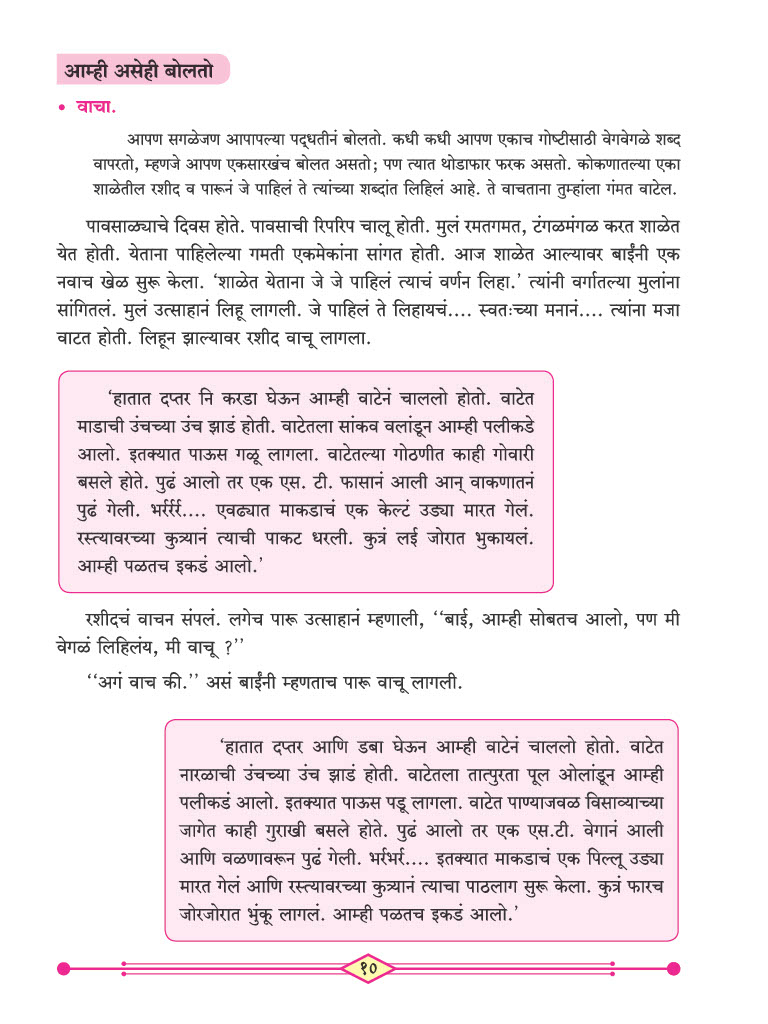 आम्ही असेही बोलतो
• वाचा.
आपण सगळेजण आपापल्या पद्धतीनं बोलतो. कधी कधी आपण एकाच गोष्टीसाठी वेगवेगळे शब्द
वापरतो, म्हणजे आपण एकसारखंच बोलत असतो; पण त्यात थोडाफार फरक असतो. कोकणातल्या एका
शाळेतील रशीद व पारूनं जे पाहिलं ते त्यांच्या शब्दांत लिहिलं आहे. ते वाचताना तुम्हांला गंमत वाटेल.
पावसाळ्याचे दिवस होते. पावसाची रिपरिप चालू होती. मुलं रमतगमत, टंगळमंगळ करत शाळेत
येत होती. येताना पाहिलेल्या गमती एकमेकांना सांगत होती. आज शाळेत आल्यावर बाईंनी एक
नवाच खेळ सुरू केला. ‘शाळेत येताना जे जे पाहिलं त्याचं वर्णन लिहा.’ त्यांनी वर्गातल्या मुलांना
सांगितलं. मुलं उत्साहानं लिहू लागली. जे पाहिलं ते लिहायचं.... स्वतःच्या मनानं.... त्यांना मजा
वाटत होती. लिहून झाल्यावर रशीद वाचू लागला.
‘हातात दप्तर नि करडा घेऊन आम्ही वाटेनं चाललो होतो. वाटेत
माडाची उंचच्या उंच झाडं होती. वाटेतला सांकव वलांडून आम्ही पलीकडे
आलो. इतक्यात पाऊस गळू लागला. वाटेतल्या गोठणीत काही गोवारी
बसले होते. पुढं आलो तर एक एस. टी. फासानं आली आन् वाकणातनं
पुढं गेली. भर्रर्रर्र.... एवढ्यात माकडाचं एक केल्टं उड्या मारत गेलं.
रस्त्यावरच्या कुत्र्यानं त्याची पाकट धरली. कुत्रं लई जोरात भुकायलं.
आम्ही पळतच इकडं आलो.’
रशीदचं वाचन संपलं. लगेच पारू उत्साहानं म्हणाली, ‘‘बाई, आम्ही सोबतच आलो, पण मी
वेगळं लिहिलंय, मी वाचू ?’’
‘‘अगं वाच की.’’ असं बाईंनी म्हणताच पारू वाचू लागली.
‘हातात दप्तर आणि डबा घेऊन आम्ही वाटेनं चाललो होतो. वाटेत
नारळाची उंचच्या उंच झाडं होती. वाटेतला तात्पुरता पूल ओलांडून आम्ही
पलीकडं आलो. इतक्यात पाऊस पडू लागला. वाटेत पाण्याजवळ विसाव्याच्या
जागेत काही गुराखी बसले होते. पुढं आलो तर एक एस.टी. वेगानं आली
आणि वळणावरून पुढं गेली. भर्रभर्र.... इतक्यात माकडाचं एक पिल्लू उड्या
मारत गेलं आणि रस्त्यावरच्या कुत्र्यानं त्याचा पाठलाग सुरू केला. कुत्रं फारच
जोरजोरात भुंकू लागलं. आम्ही पळतच इकडं आलो.’
१०